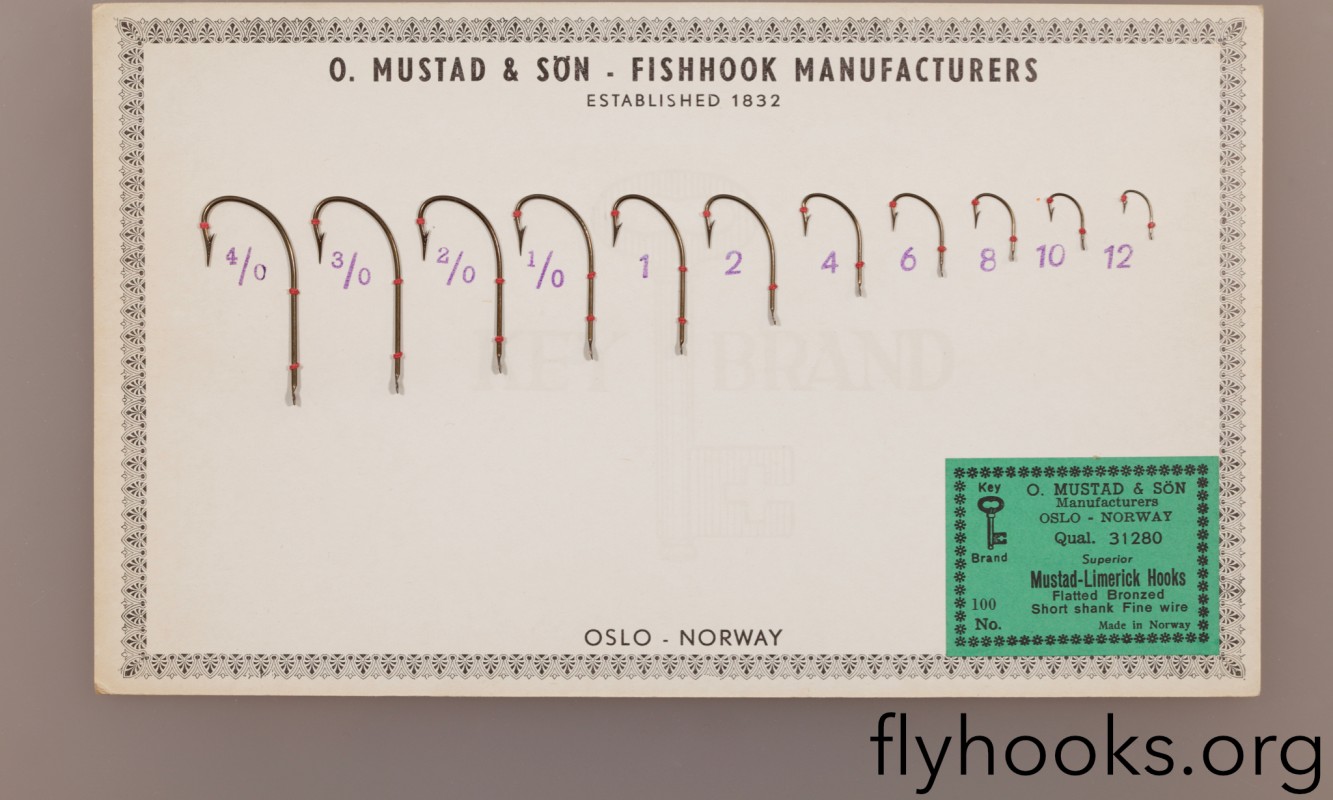 O. MUSTAD & SÖN - FISHHOOK MANUFACTURERS
ESTABLISHED 1832
4/0 3/0 2/0 1/0 1 2 4 6 8 10 12
KEY BRAND
Key
Brand
100
No.
O. MUSTAD & SÖN
Manufacturers
OSLO - NORWAY
Qual. 31280
Superior
Mustad-Limerick Hooks
Flatted Bronzed
Short shank Fine wire
Made in Norway
OSLO - NORWAY
flyhooks.org